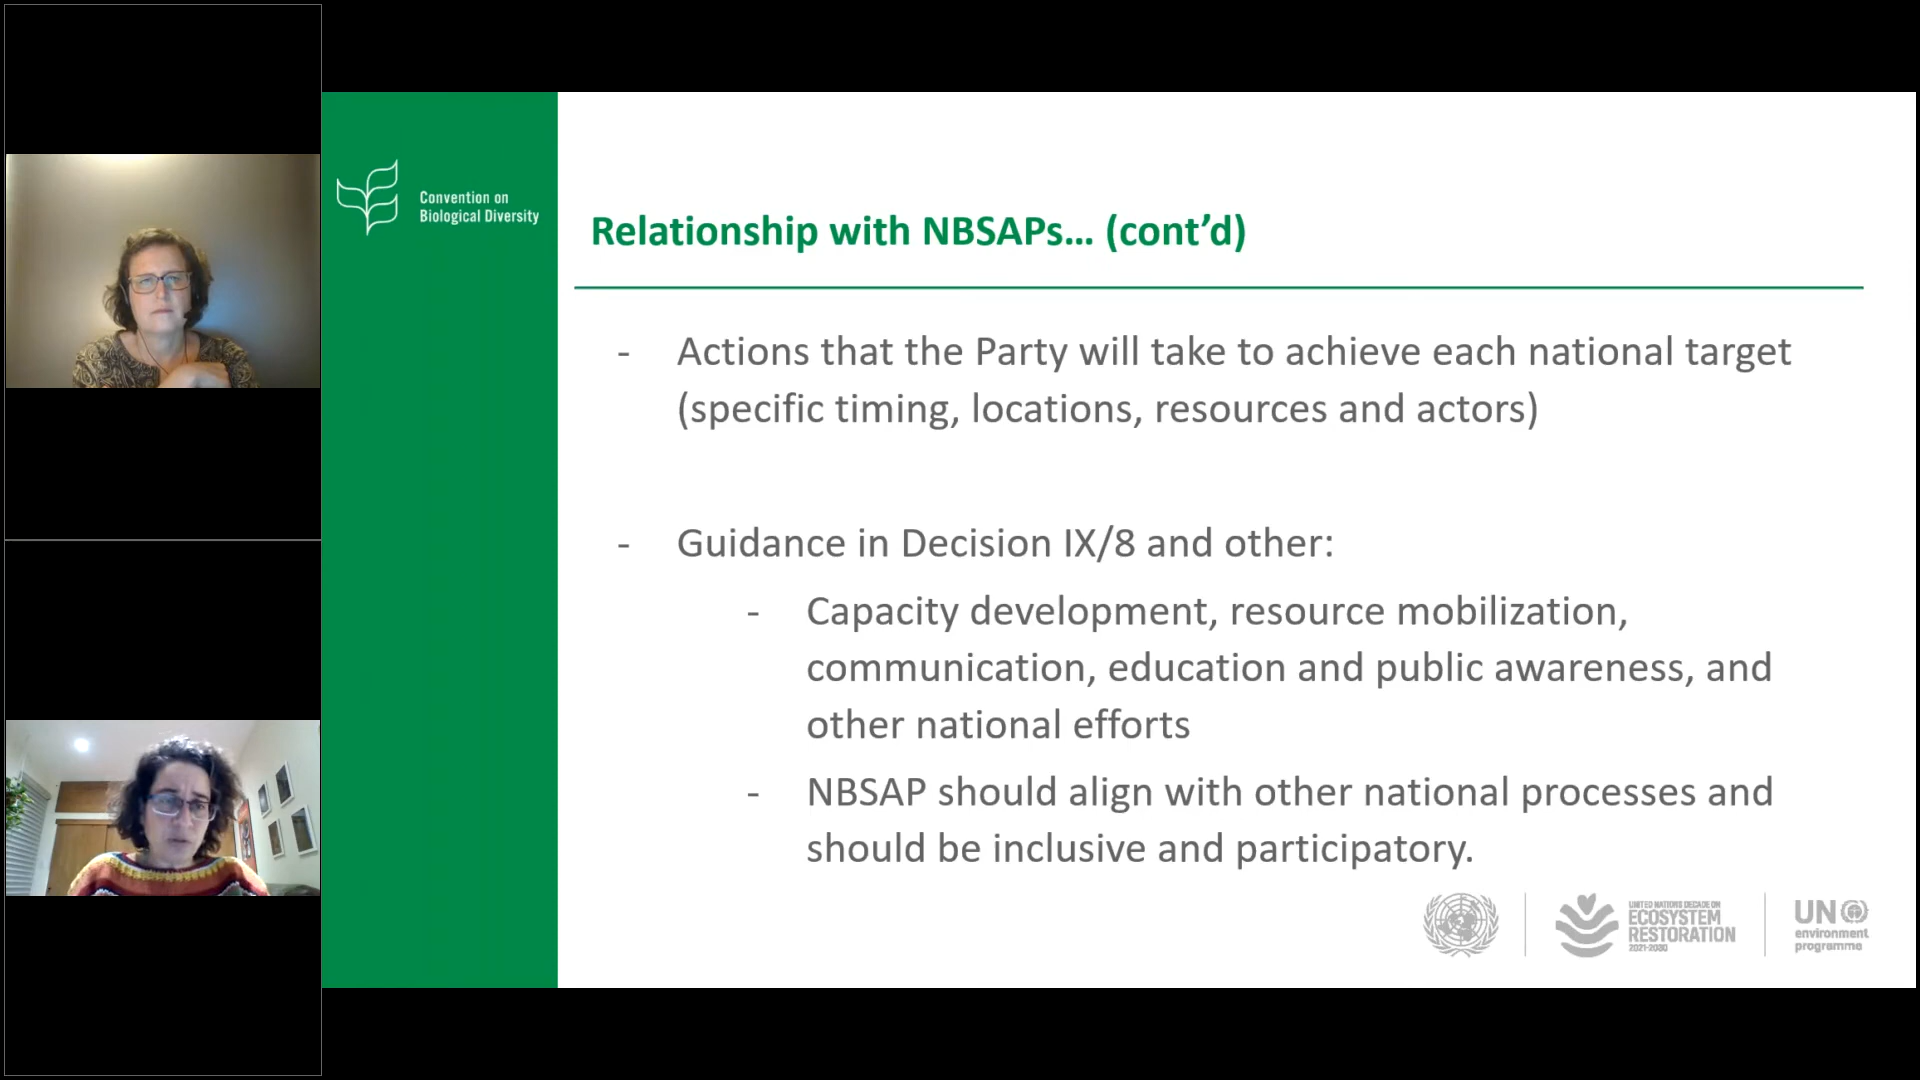 Convention on
Biological Diversity
Relationship with NBSAPs... (cont’d)
- Actions that the Party will take to achieve each national target
(specific timing, locations, resources and actors)
- Guidance in Decision IX/8 and other:
- Capacity development, resource mobilization,
communication, education and public awareness, and
other national efforts
- NBSAP should align with other national processes and
should be inclusive and participatory.
UNITED NATIONS DECADE ON
ECOSYSTEM
RESTORATION
2021-2030
UN
environment
programme